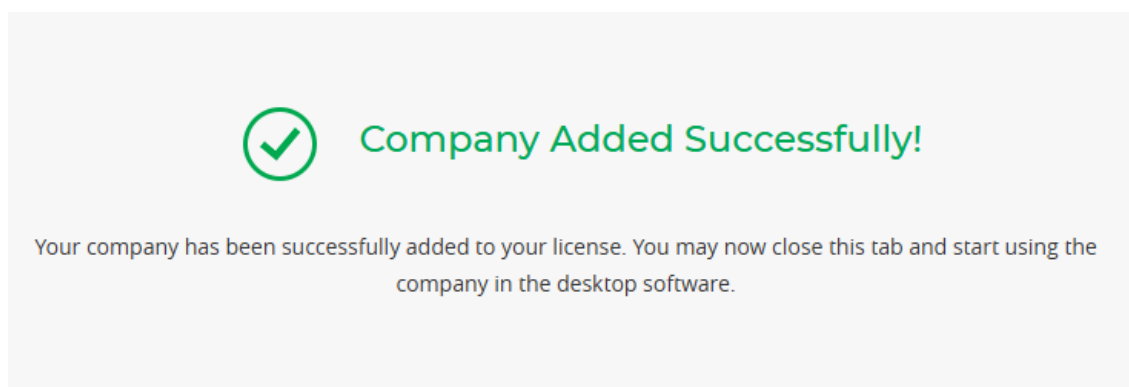 Company Added Successfully!
Your company has been successfully added to your license. You may now close this tab and start using the
company in the desktop software.